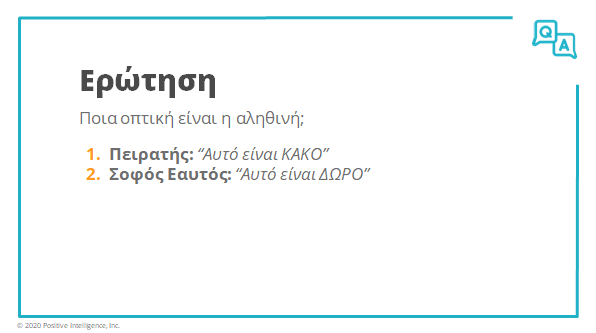 Q
A
Ερώτηση
Ποια οπτική είναι η αληθινή;
1. Πειρατής: “Αυτό είναι ΚΑΚΟ”
2. Σοφός Εαυτός: “Αυτό είναι ΔΩΡΟ”
© 2020 Positive Intelligence, Inc.